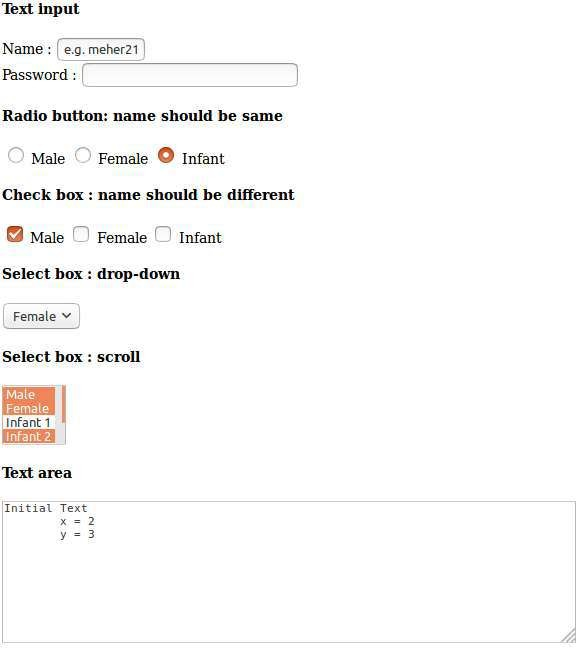 Text input
Name : e.g. meher21
Password :
Radio button: name should be same
Male Female Infant
Check box : name should be different
Male Female Infant
Select box : drop-down
Female
Select box : scroll
Male
Female
Infant 1
Infant 2
Text area
Initial Text
x = 2
y = 3